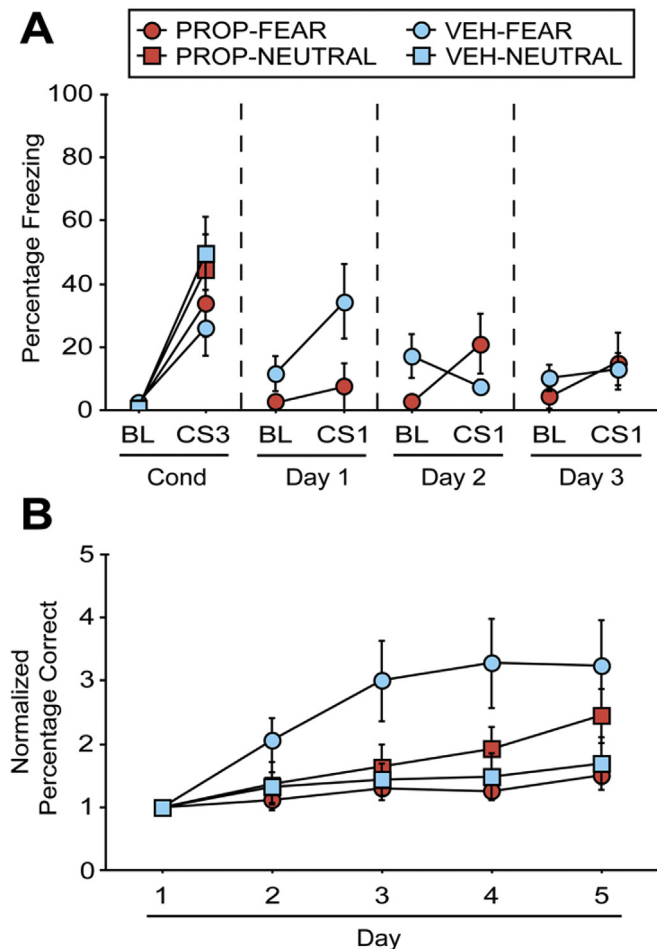 A
PROP-FEAR VEH-FEAR
PROP-NEUTRAL VEH-NEUTRAL
Percentage Freezing
100
80
60
40
20
0
BL CS3 BL CS1 BL CS1 BL CS1
Cond Day 1 Day 2 Day 3
B
Normalized
Percentage Correct
5
4
3
2
1
0
1 2 3 4 5
Day